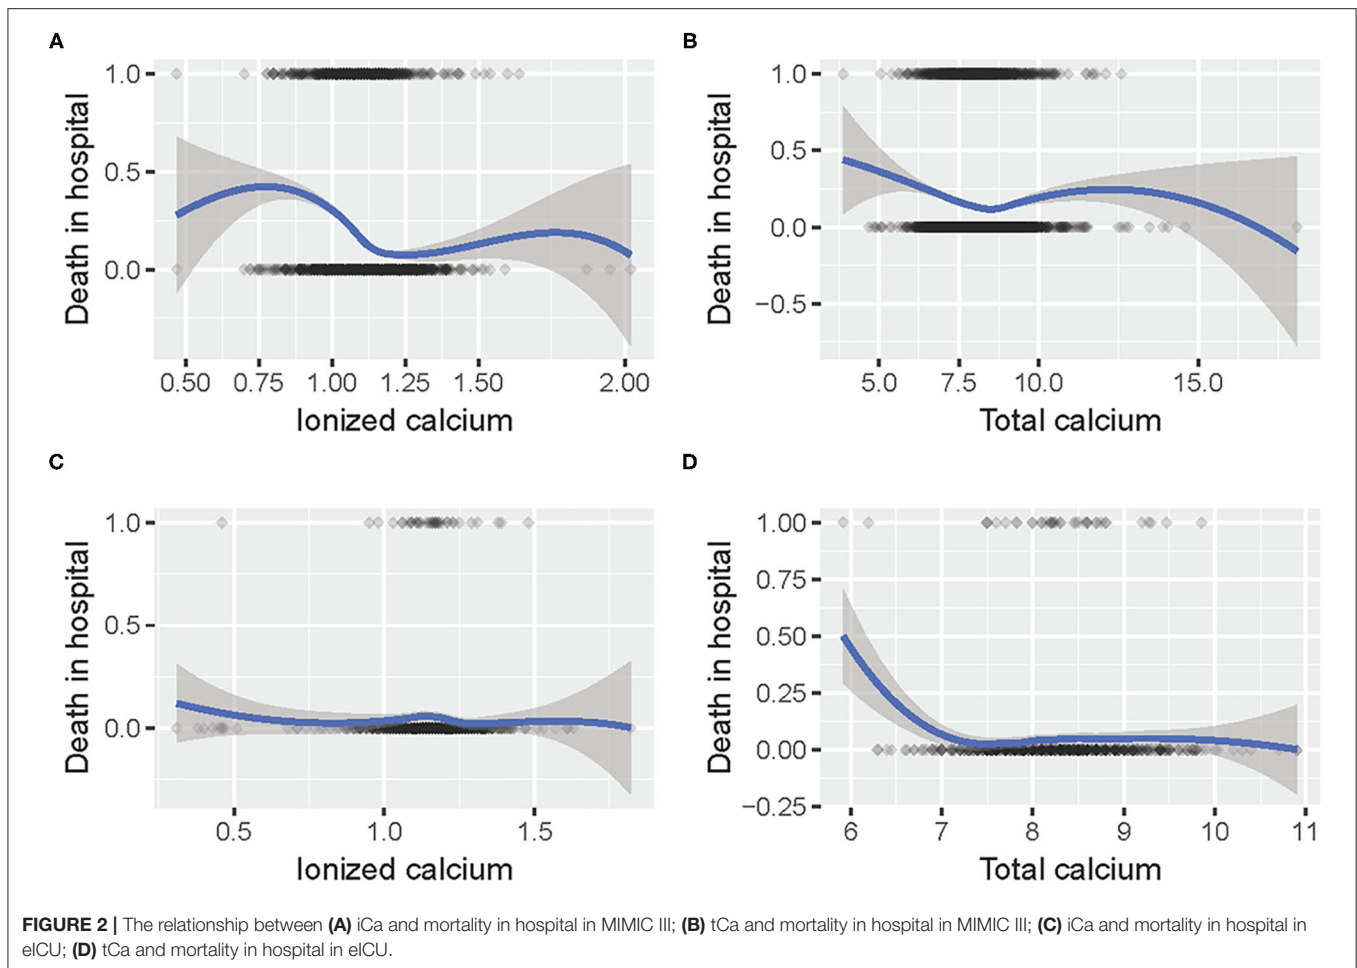 A
B
1.0
0.5
0.0
Death in hospital
0.50 0.75 1.00 1.25 1.50 2.00
Ionized calcium
1.0
0.5
0.0
−0.5
Death in hospital
5.0 7.5 10.0 15.0
Total calcium
C
D
1.0
0.5
0.0
Death in hospital
0.5 1.0 1.5
Ionized calcium
1.00
0.75
0.50
0.25
0.00
−0.25
Death in hospital
6 7 8 9 10 11
Total calcium
FIGURE 2 | The relationship between (A) iCa and mortality in hospital in MIMIC III; (B) tCa and mortality in hospital in MIMIC III; (C) iCa and mortality in hospital in
eICU; (D) tCa and mortality in hospital in eICU.